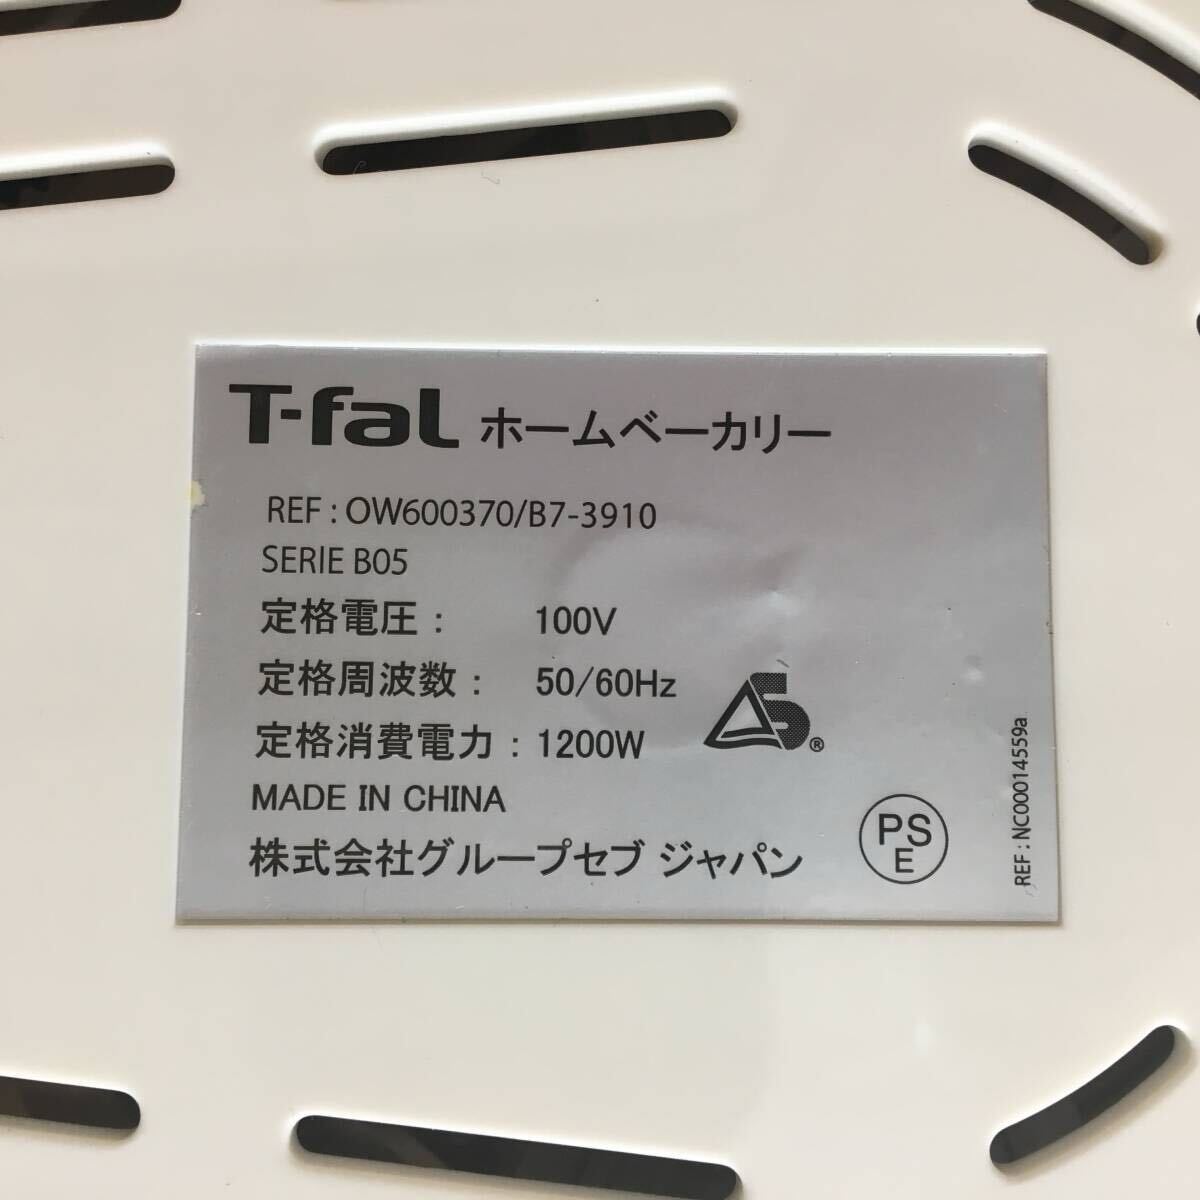 T-fal ホームベーカリー
REF : OW600370/B7-3910
SERIE B05
定格電圧 : 100V
定格周波数 : 50/60Hz
定格消費電力 : 1200W
MADE IN CHINA
株式会社グループセブ ジャパン
S®
PS
E
REF : NC00014559a